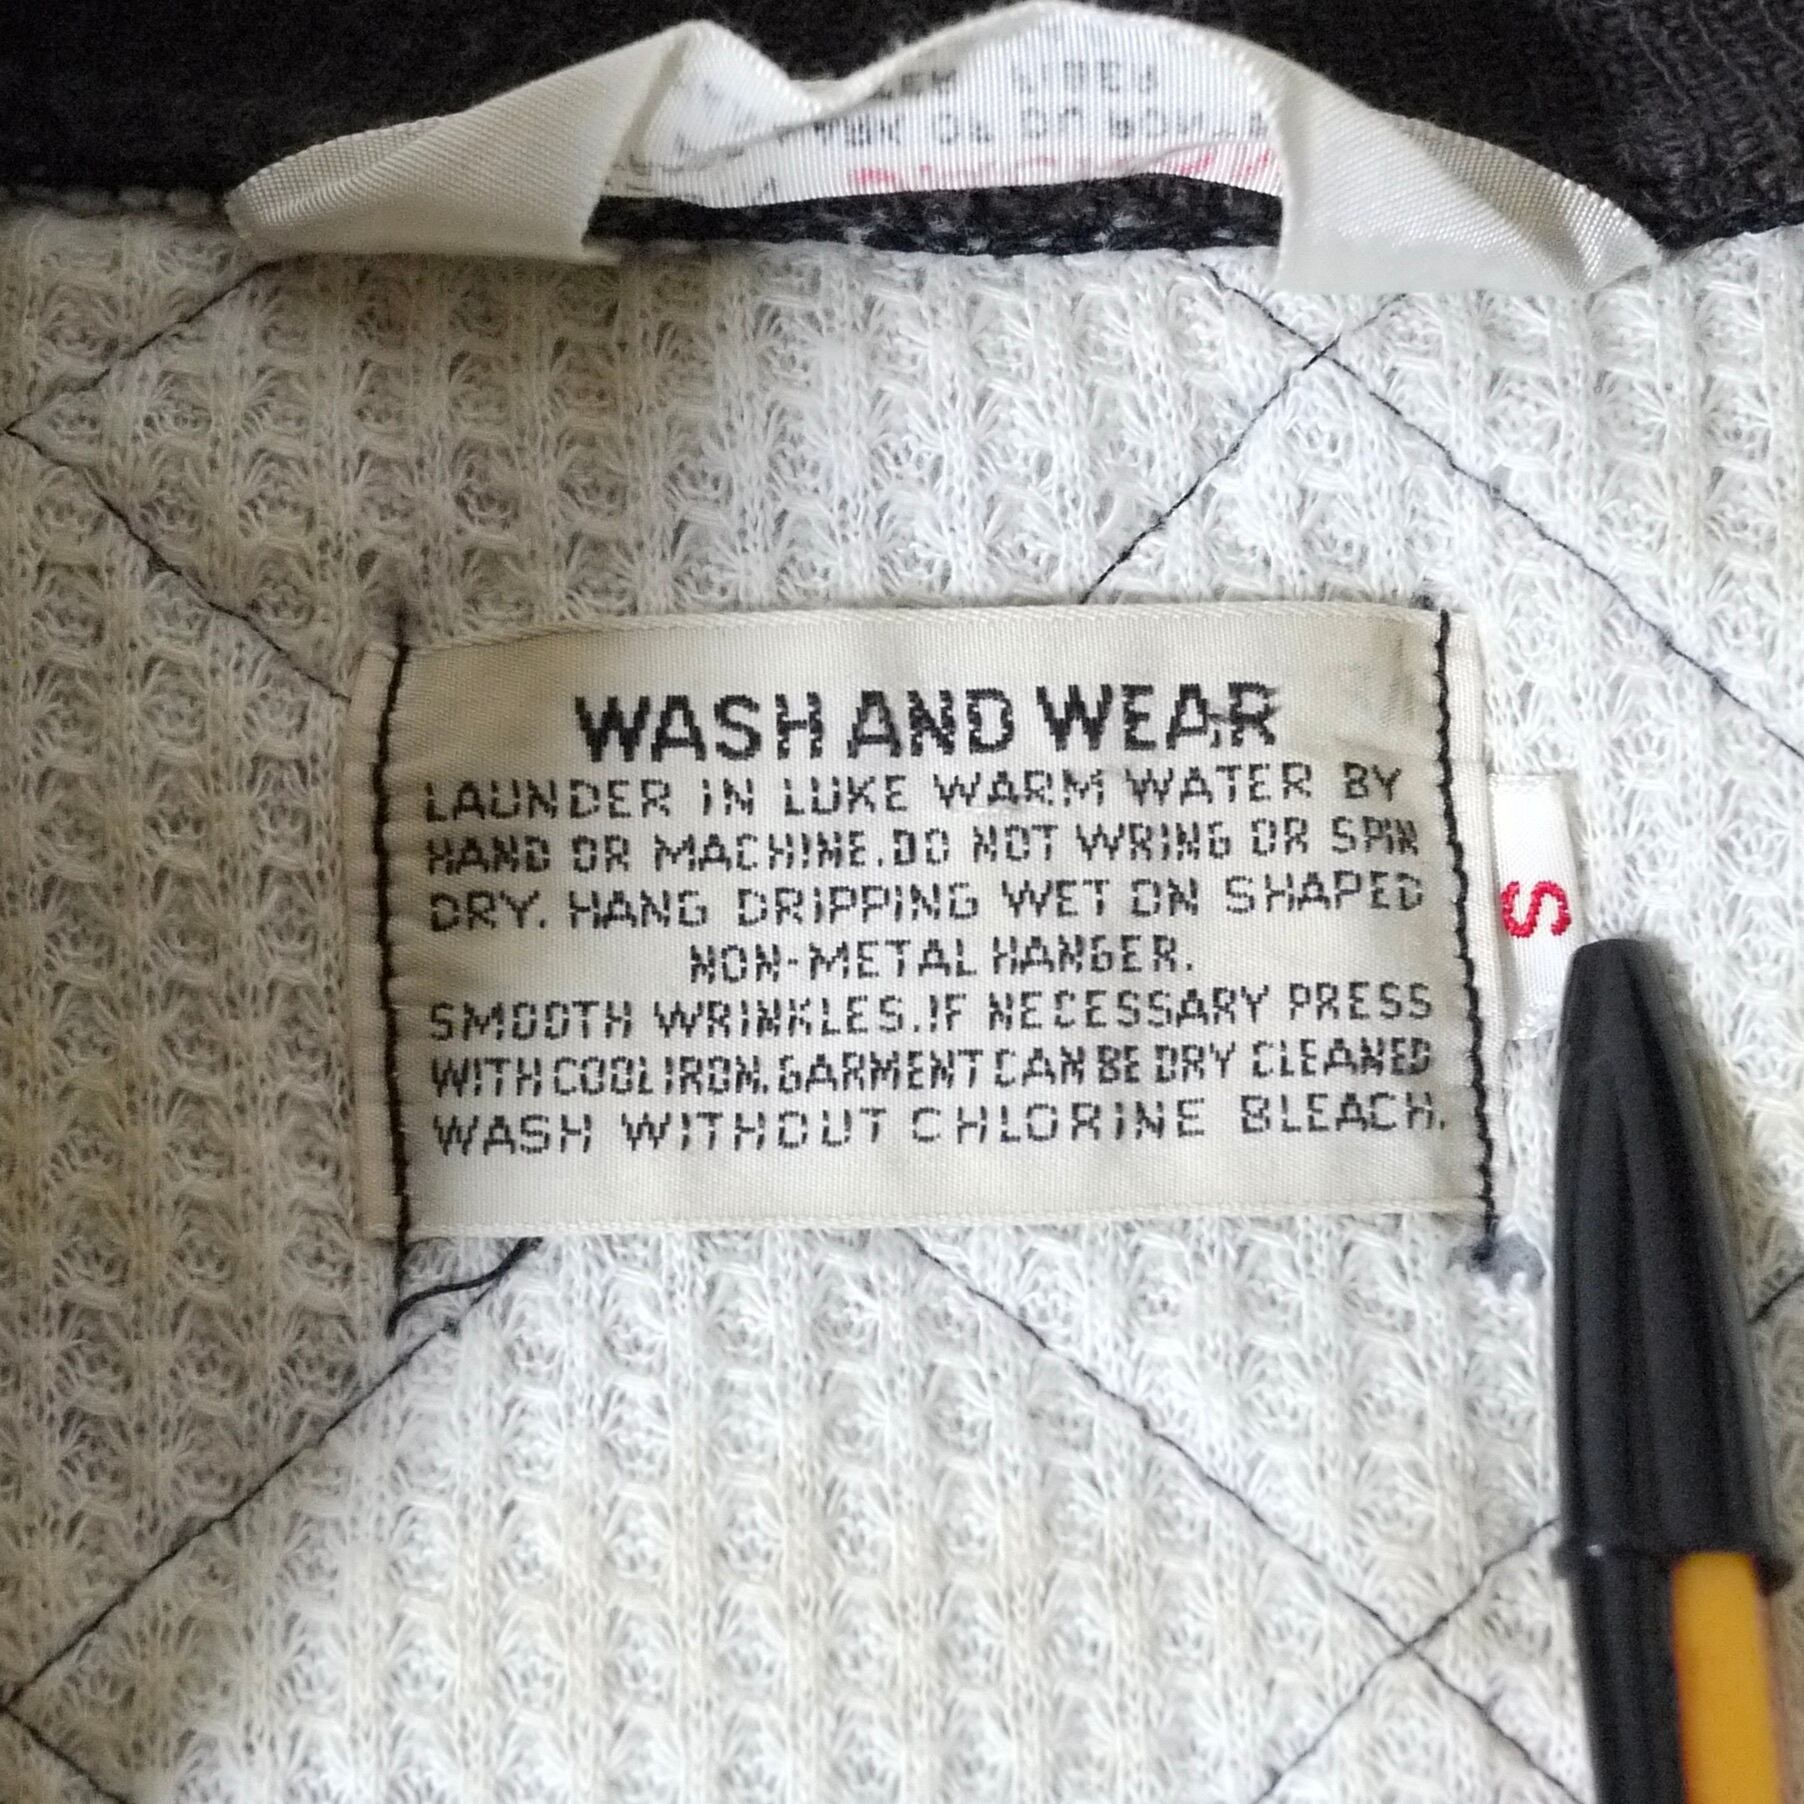 WASH AND WEAR
LAUNDER IN LUKE WARM WATER BY
HAND OR MACHINE. DO NOT WRING OR SPIN
DRY. HANG DRIPPING WET ON SHAPED
NON-METAL HANGER.
SMOOTH WRINKLES. IF NECESSARY PRESS
WITH COOL IRON. GARMENT CAN BE DRY CLEANED
WASH WITHOUT CHLORINE BLEACH.
S